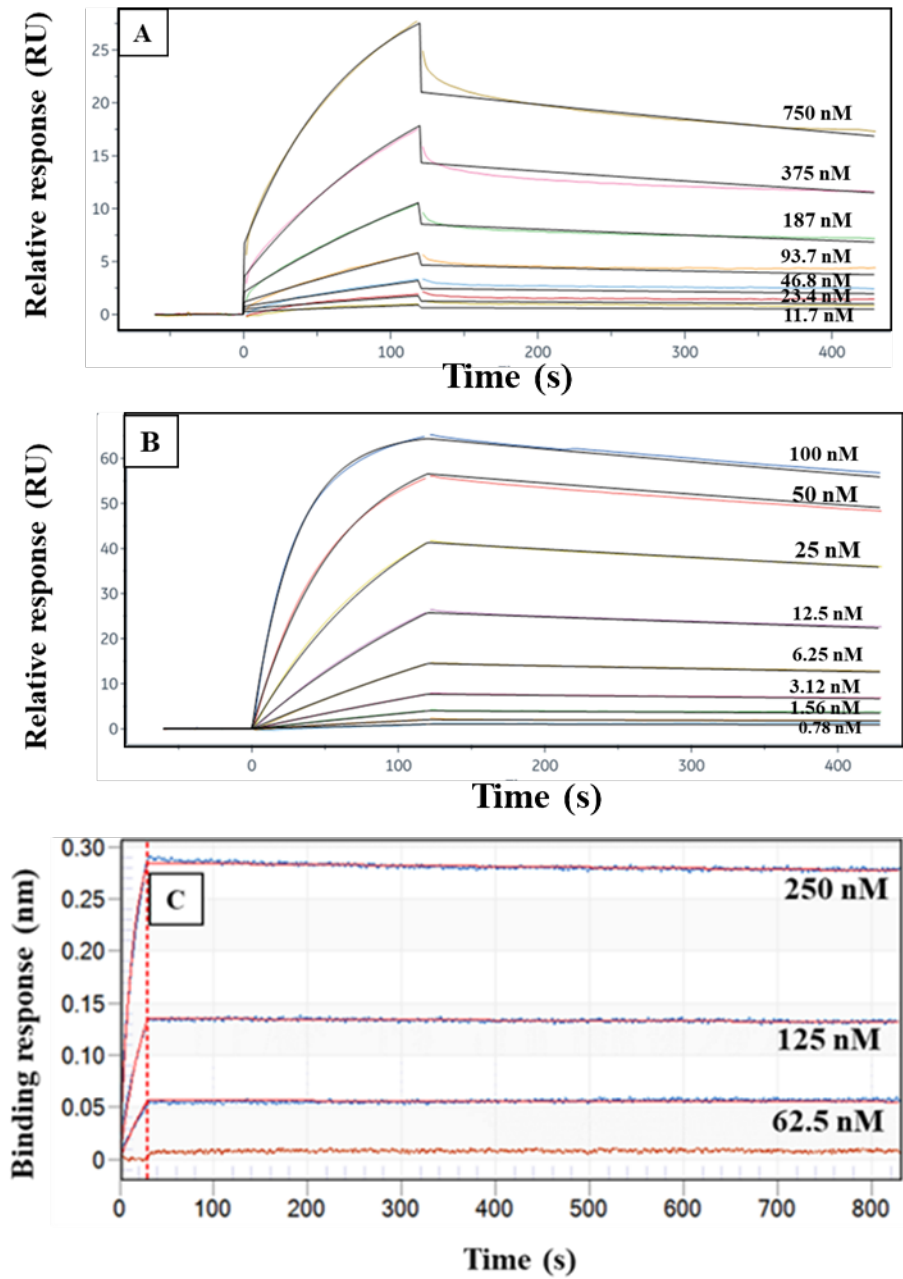 A
Relative response (RU)
25
20
15
10
5
0
750 nM
375 nM
187 nM
93.7 nM
46.8 nM
23.4 nM
11.7 nM
0 100 200 300 400
Time (s)
B
Relative response (RU)
60
50
40
30
20
10
0
100 nM
50 nM
25 nM
12.5 nM
6.25 nM
3.12 nM
1.56 nM
0.78 nM
0 100 200 300 400
Time (s)
C
Binding response (nm)
0.30
0.25
0.20
0.15
0.10
0.05
0
250 nM
125 nM
62.5 nM
0 100 200 300 400 500 600 700 800
Time (s)